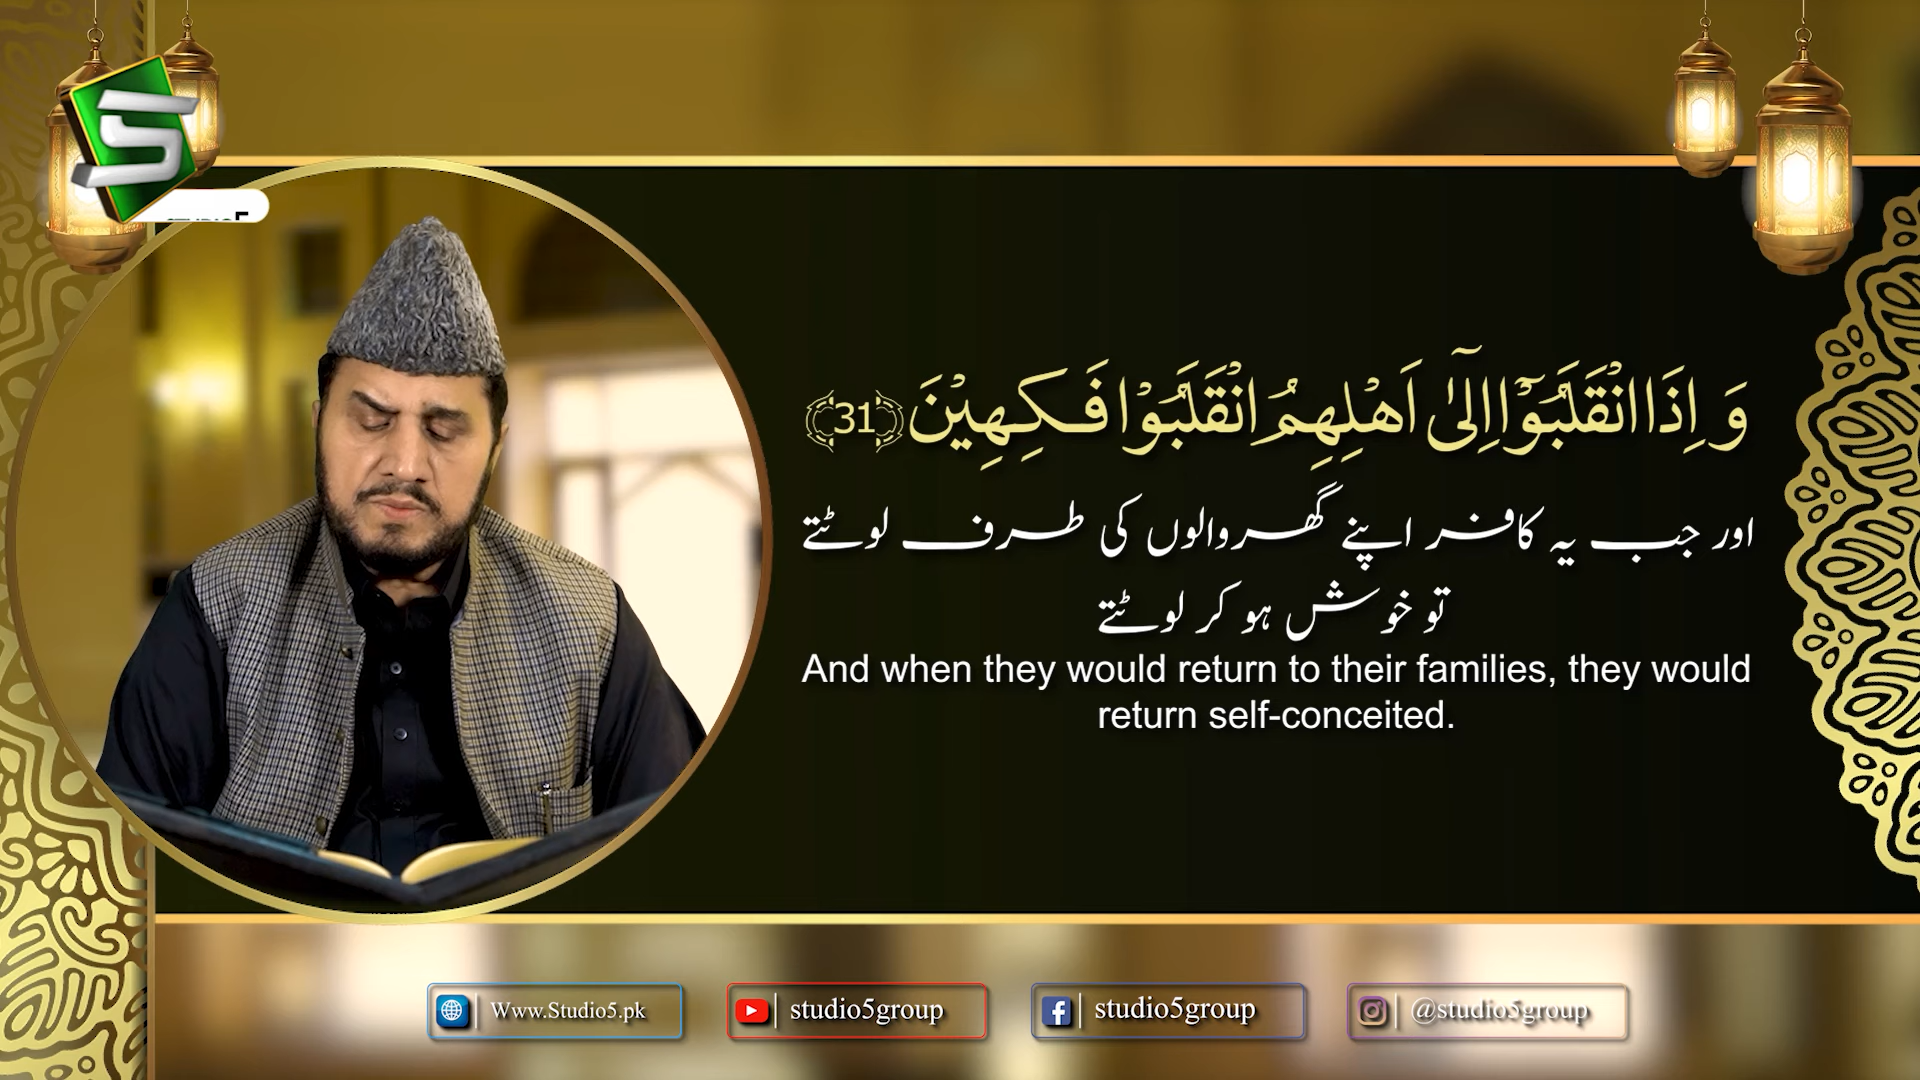 وَ اِذَا انْقَلَبُوْۤا اِلٰۤى اَهْلِهِمُ انْقَلَبُوْا فَكِهِیْنَ 31
اور جب یہ کافر اپنے گھر والوں کی طرف لوٹتے
تو خوش ہو کر لوٹتے
And when they would return to their families, they would
return self-conceited.
Www.Studio5.pk
studio5group
studio5group
@studio5group